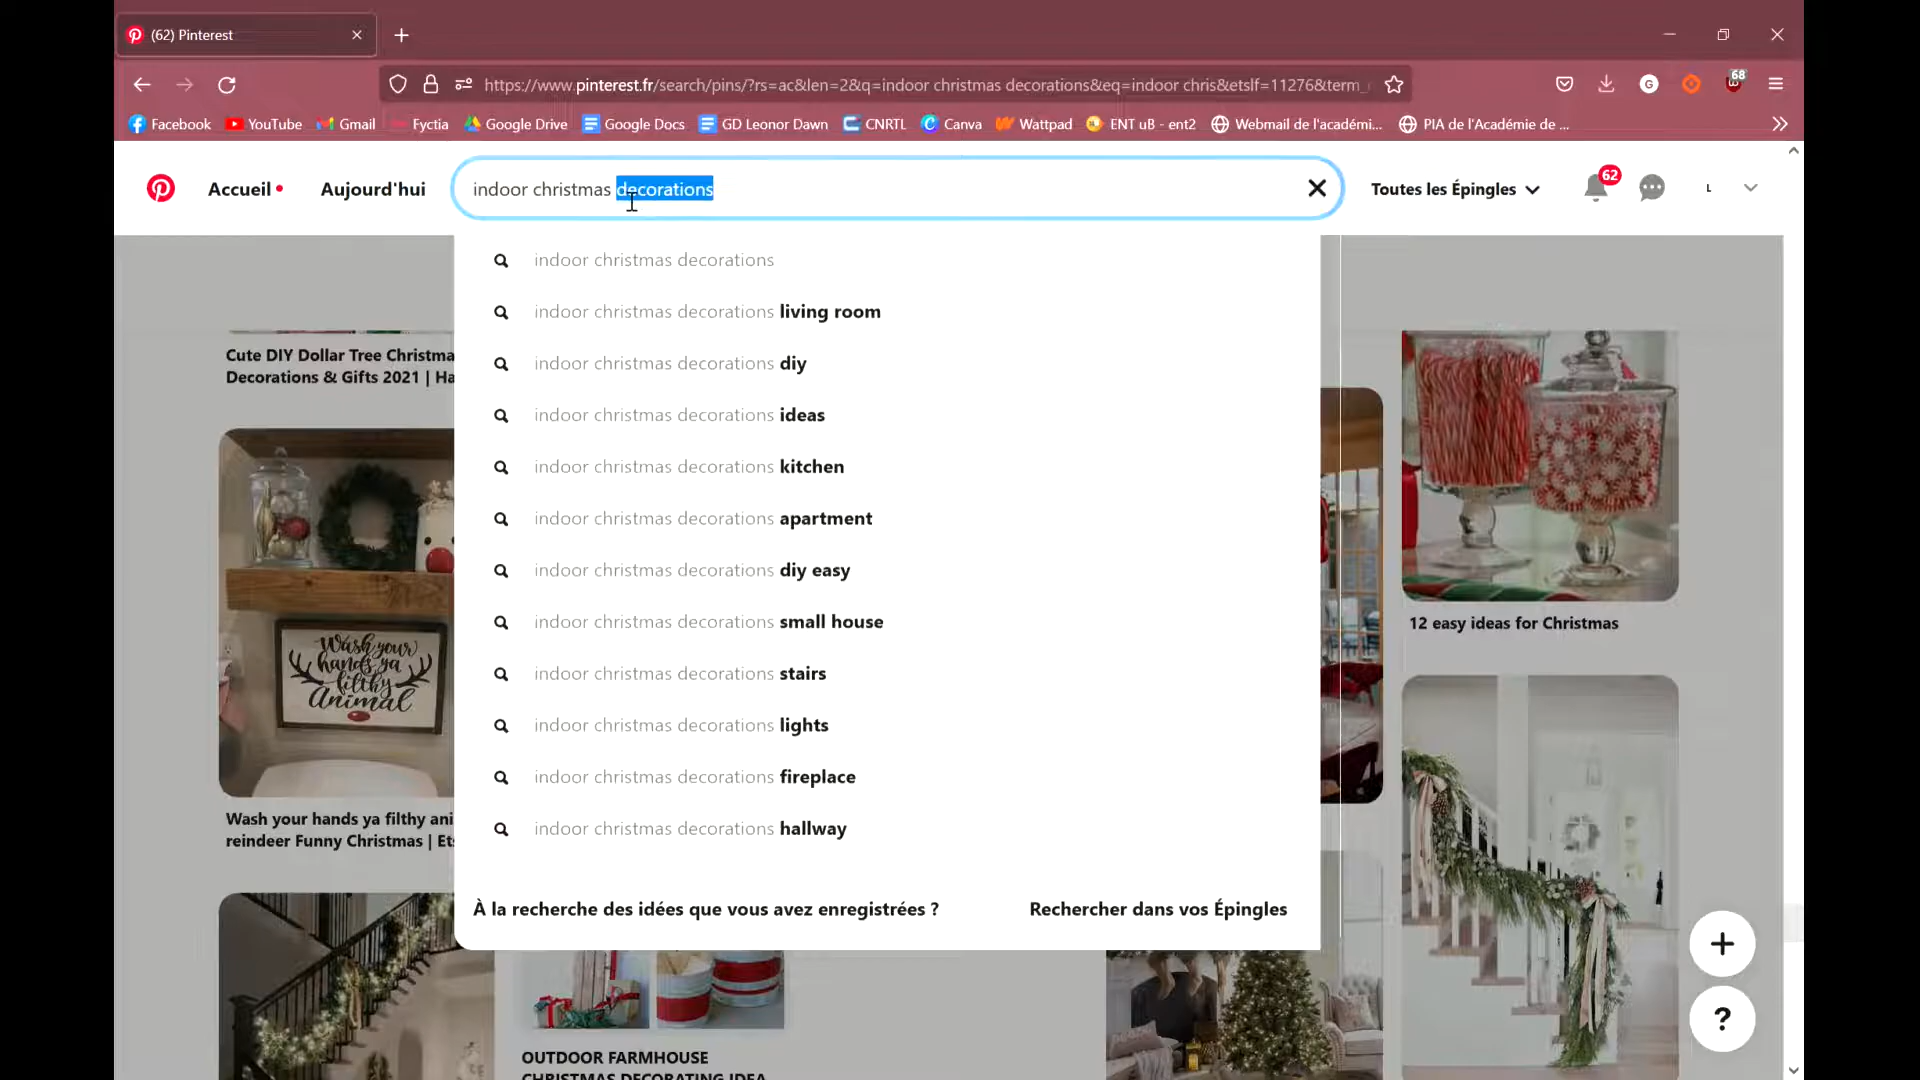 (62) Pinterest
https://www.pinterest.fr/search/pins/?rs=ac&len=2&q=indoor christmas decorations&eq=indoor chris&etslf=11276&term_
68
Facebook YouTube Gmail Fyctia Google Drive Google Docs GD Leonor Dawn CNRTL Canva Wattpad ENT uB - ent2 Webmail de l'académi... PIA de l'Académie de ...
Accueil Aujourd'hui indoor christmas decorations Toutes les Épingles 62 L
indoor christmas decorations
indoor christmas decorations living room
indoor christmas decorations diy
indoor christmas decorations ideas
indoor christmas decorations kitchen
indoor christmas decorations apartment
indoor christmas decorations diy easy
indoor christmas decorations small house
indoor christmas decorations stairs
indoor christmas decorations lights
indoor christmas decorations fireplace
indoor christmas decorations hallway
À la recherche des idées que vous avez enregistrées ? Rechercher dans vos Épingles
Cute DIY Dollar Tree Christma
Decorations & Gifts 2021 | Ha
Wash your
hands ya
filthy
Animal
Wash your hands ya filthy ani
reindeer Funny Christmas | Ets
12 easy ideas for Christmas
OUTDOOR FARMHOUSE
CHRISTMAS DECORATING IDEA
?